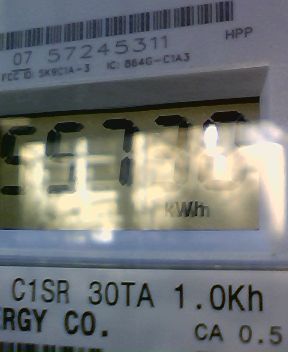 07 57245311
HPP
FCC ID: SK9C1A-3 IC: 864G-C1A3
kWh
C1SR 30TA 1.0Kh
RGY CO.
CA 0.5